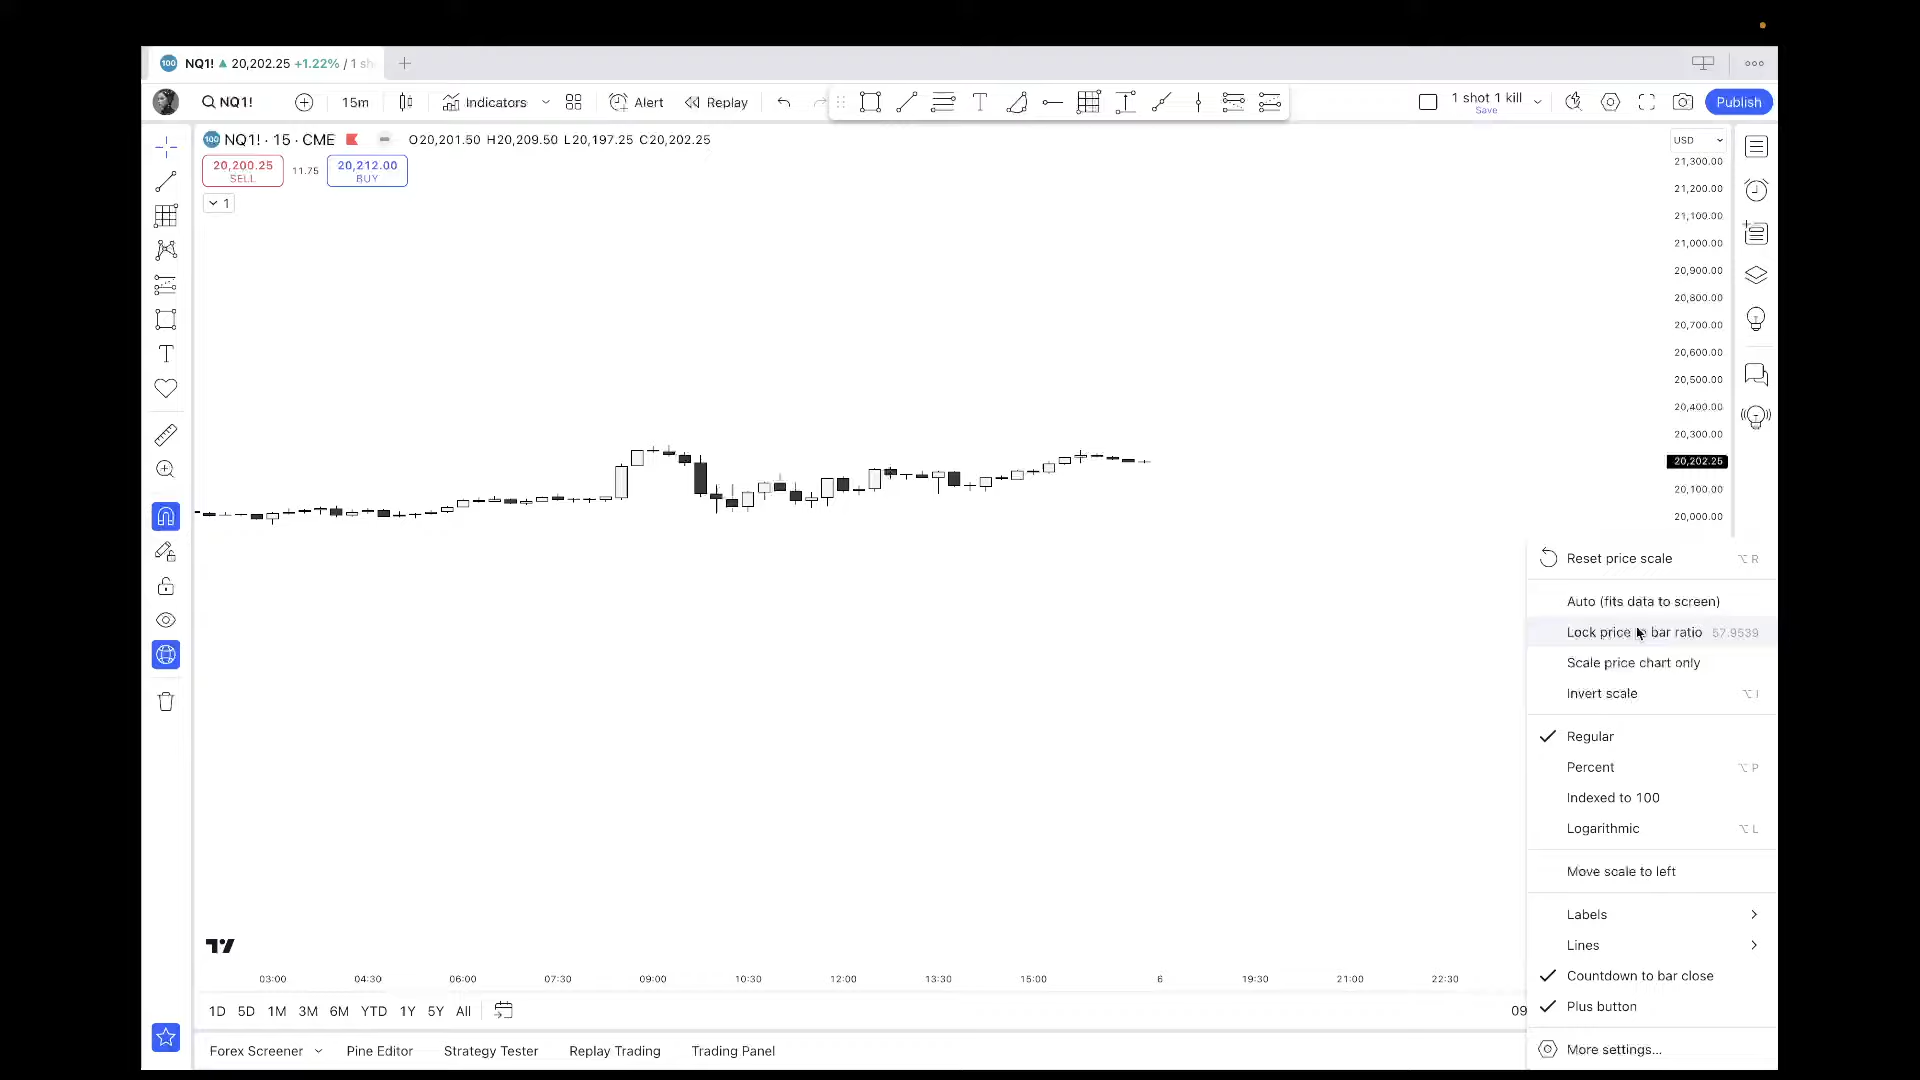 100 NQ1! ▲ 20,202.25 +1.22% / 1 sh
NQ1! 15m Indicators Alert Replay 1 shot 1 kill Save Publish
100 NQ1! · 15 · CME O20,201.50 H20,209.50 L20,197.25 C20,202.25
20,200.25 SELL 11.75 20,212.00 BUY
1
USD
21,300.00
21,200.00
21,100.00
21,000.00
20,900.00
20,800.00
20,700.00
20,600.00
20,500.00
20,400.00
20,300.00
20,202.25
20,100.00
20,000.00
Reset price scale ⌥ R
Auto (fits data to screen)
Lock price to bar ratio 57.9539
Scale price chart only
Invert scale ⌥ I
Regular
Percent ⌥ P
Indexed to 100
Logarithmic ⌥ L
Move scale to left
Labels
Lines
Countdown to bar close
Plus button
More settings...
03:00 04:30 06:00 07:30 09:00 10:30 12:00 13:30 15:00 6 19:30 21:00 22:30
1D 5D 1M 3M 6M YTD 1Y 5Y All 09
Forex Screener Pine Editor Strategy Tester Replay Trading Trading Panel